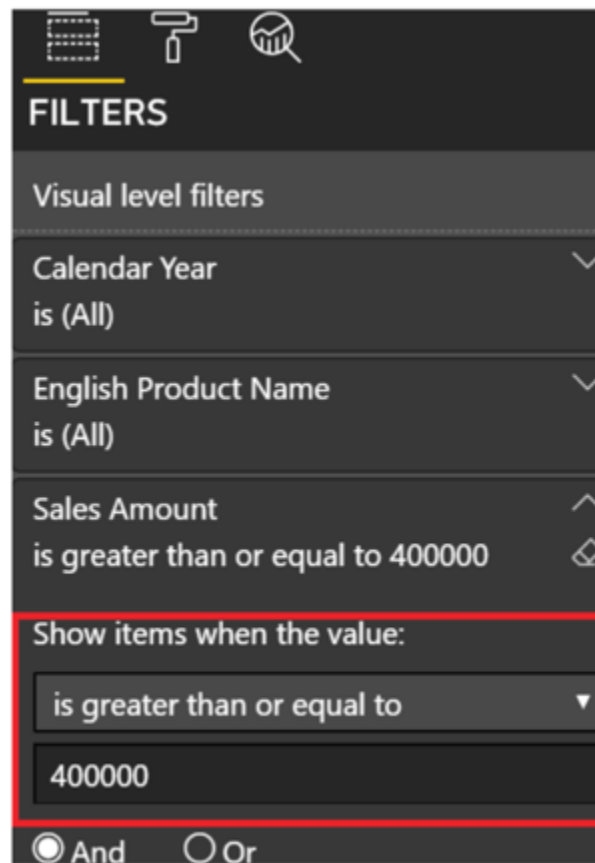 FILTERS
Visual level filters
Calendar Year
is (All)
English Product Name
is (All)
Sales Amount
is greater than or equal to 400000
Show items when the value:
is greater than or equal to
400000
And Or